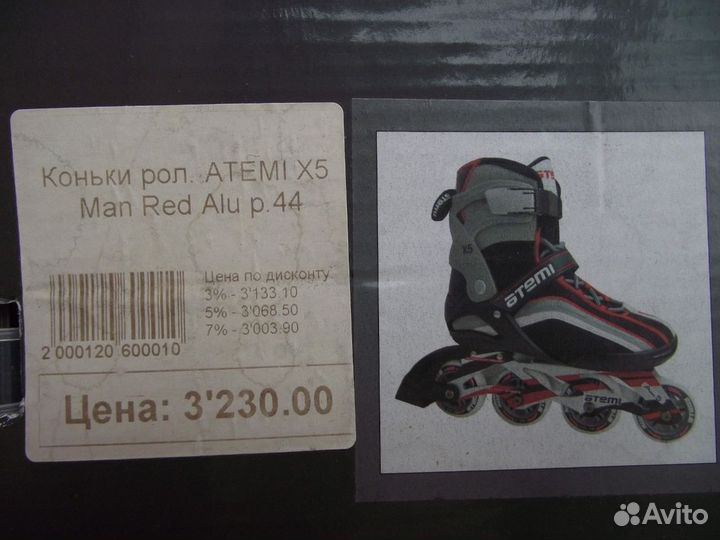 Коньки рол. ATEMI X5
Man Red Alu р.44
Цена по дисконту:
3% - 3'133.10
5% - 3'068.50
7% - 3'003.90
2 000120 600010
Цена: 3'230.00
ATEMI
X5
ATEMI
ATEMI
Avito